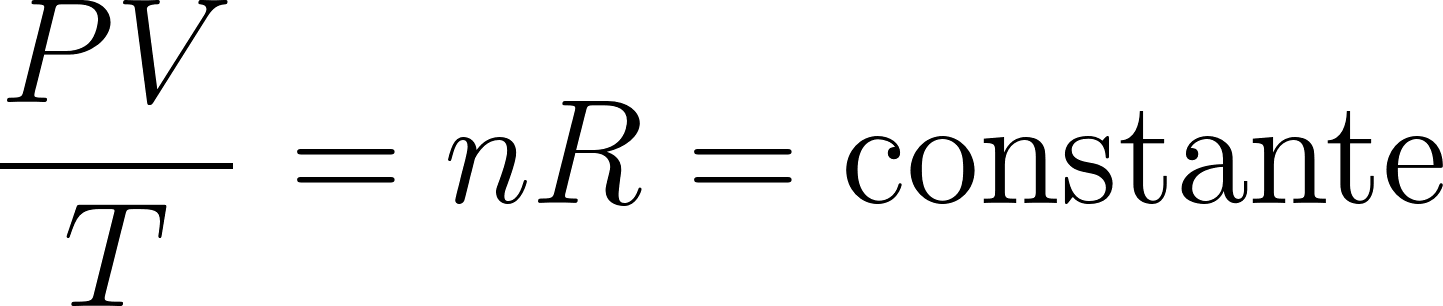 PV/T = nR = constante